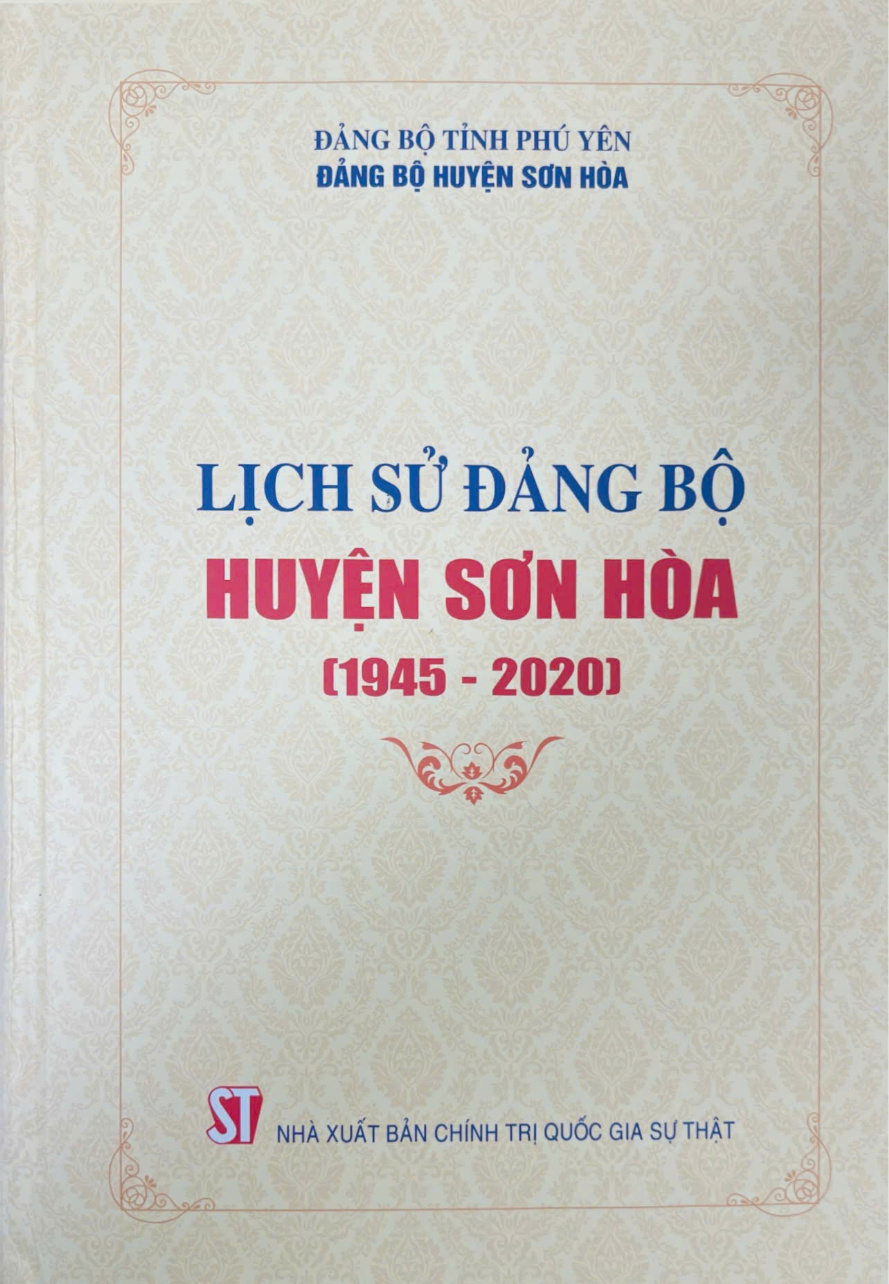 ĐẢNG BỘ TỈNH PHÚ YÊN
ĐẢNG BỘ HUYỆN SƠN HÒA
LỊCH SỬ ĐẢNG BỘ
HUYỆN SƠN HÒA
(1945 - 2020)
ST NHÀ XUẤT BẢN CHÍNH TRỊ QUỐC GIA SỰ THẬT